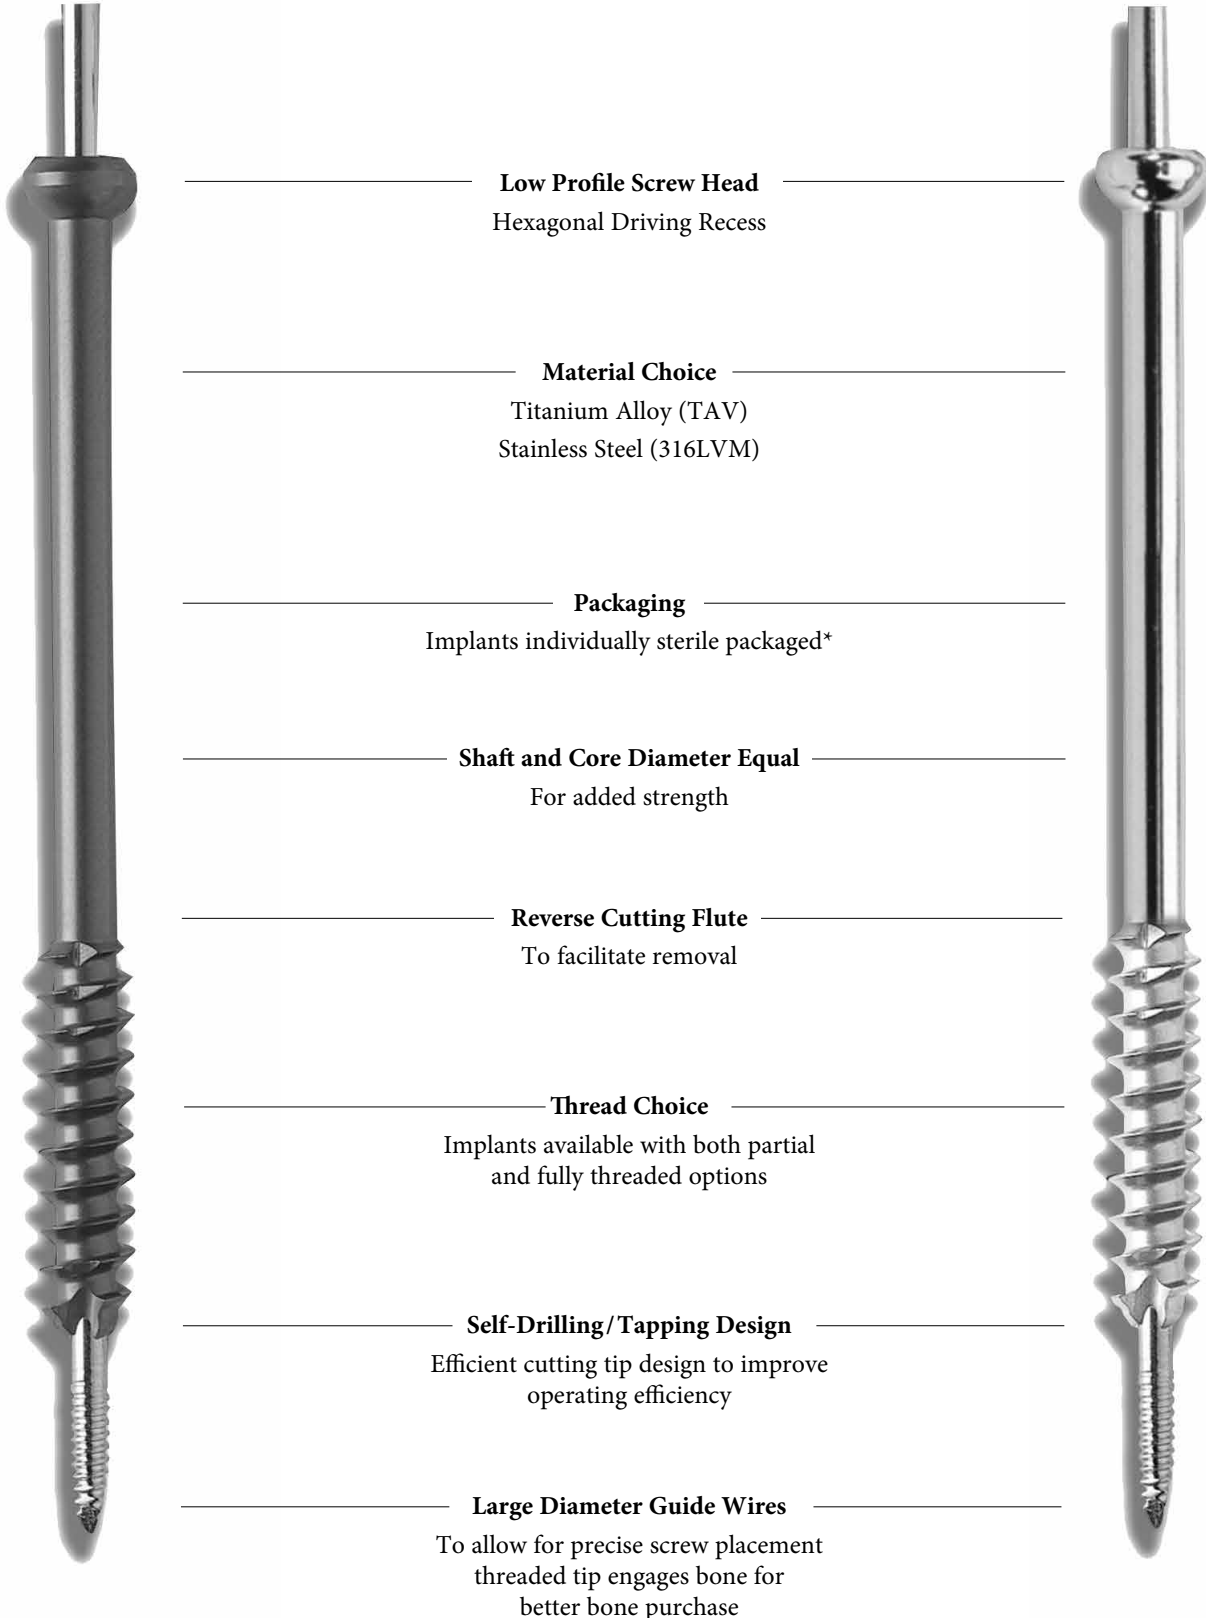 Low Profile Screw Head
Hexagonal Driving Recess
Material Choice
Titanium Alloy (TAV)
Stainless Steel (316LVM)
Packaging
Implants individually sterile packaged*
Shaft and Core Diameter Equal
For added strength
Reverse Cutting Flute
To facilitate removal
Thread Choice
Implants available with both partial
and fully threaded options
Self-Drilling/Tapping Design
Efficient cutting tip design to improve
operating efficiency
Large Diameter Guide Wires
To allow for precise screw placement
threaded tip engages bone for
better bone purchase